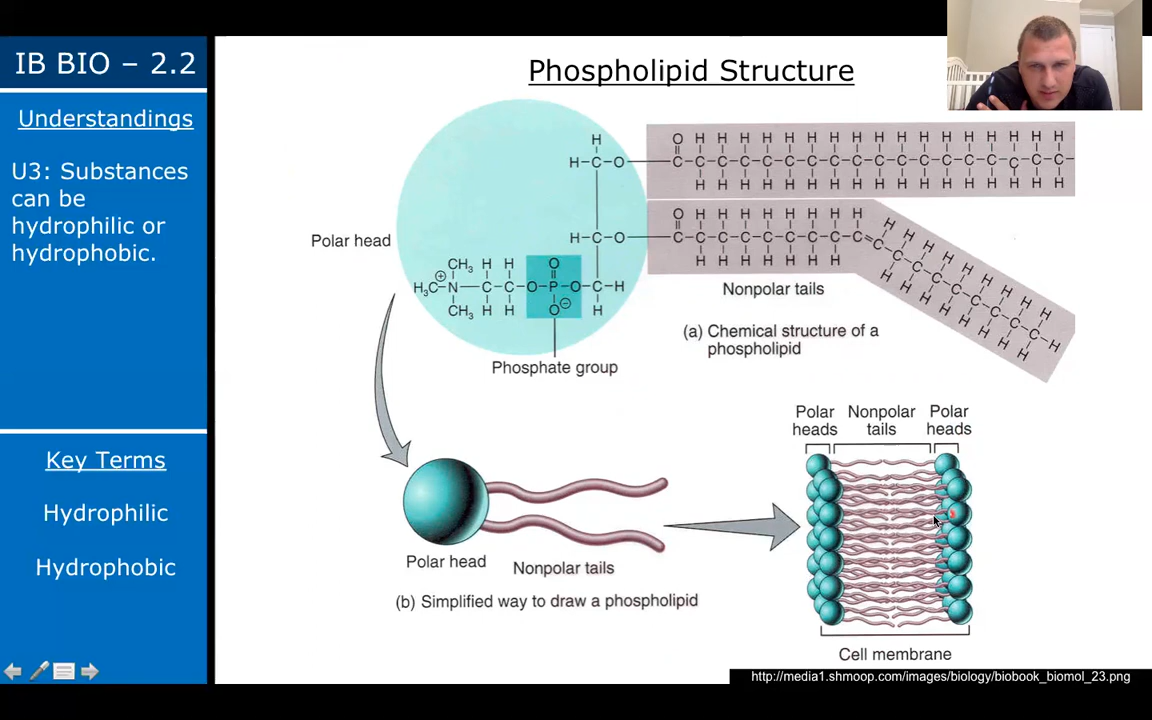 IB BIO – 2.2
Understandings
U3: Substances
can be
hydrophilic or
hydrophobic.
Key Terms
Hydrophilic
Hydrophobic
Phospholipid Structure
Polar head
H
H–C–O
H–C–O
CH₃ H H
H₃C–N–C–C–O–P–O–C–H
CH₃ H H
O
O
H
⊕
⊖
Phosphate group
O H H H H H H H H H H H H H H H H H
C–C–C–C–C–C–C–C–C–C–C–C–C–C–C–C–C–C–
H H H H H H H H H H H H H H H H H
O H H H H H H H H
C–C–C–C–C–C–C–C–C=C–C–C–C–C–C–C–C–H
H H H H H H H
H H H H H H H H
H H H H H H H
Nonpolar tails
(a) Chemical structure of a
phospholipid
Polar head
Nonpolar tails
(b) Simplified way to draw a phospholipid
Polar Nonpolar Polar
heads tails heads
Cell membrane
http://media1.shmoop.com/images/biology/biobook_biomol_23.png